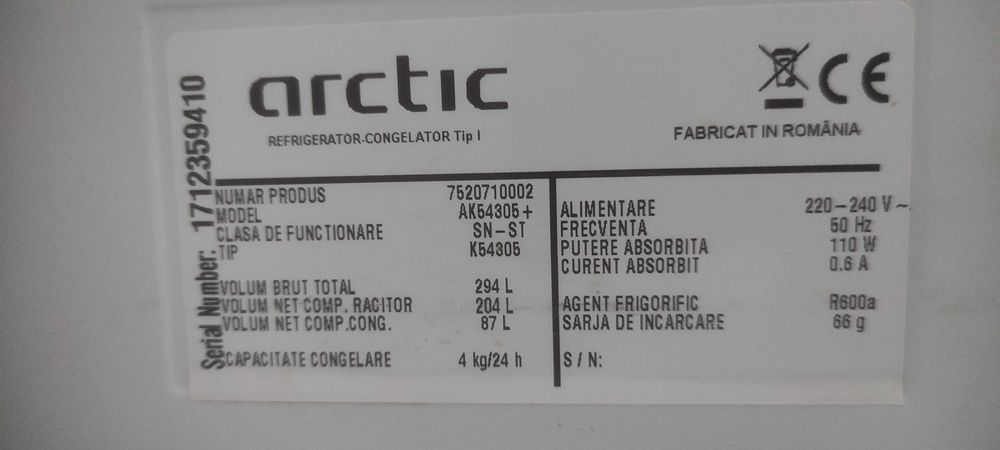 Serial Number: 1712359410
arctic
CE
REFRIGERATOR-CONGELATOR Tip I
FABRICAT IN ROMÂNIA
NUMAR PRODUS 7520710002
MODEL AK54305+
CLASA DE FUNCTIONARE SN-ST
TIP K54305
VOLUM BRUT TOTAL 294 L
VOLUM NET COMP. RACITOR 204 L
VOLUM NET COMP.CONG. 87 L
CAPACITATE CONGELARE 4 kg/24 h
ALIMENTARE 220-240 V~
FRECVENTA 50 Hz
PUTERE ABSORBITA 110 W
CURENT ABSORBIT 0.6 A
AGENT FRIGORIFIC R600a
SARJA DE INCARCARE 66 g
S/N: